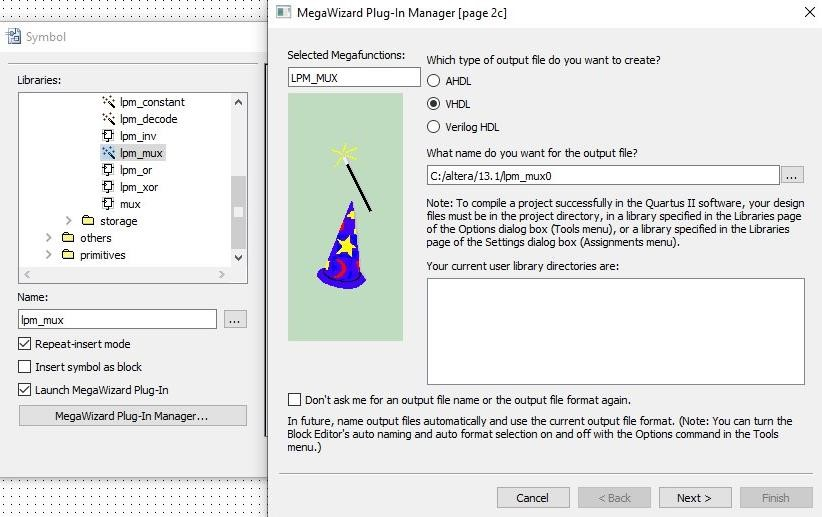 Symbol
Libraries:
lpm_constant
lpm_decode
lpm_inv
lpm_mux
lpm_or
lpm_xor
mux
storage
others
primitives
Name:
lpm_mux
...
Repeat-insert mode
Insert symbol as block
Launch MegaWizard Plug-In
MegaWizard Plug-In Manager...
MegaWizard Plug-In Manager [page 2c]
Selected Megafunctions:
LPM_MUX
Which type of output file do you want to create?
AHDL
VHDL
Verilog HDL
What name do you want for the output file?
C:/altera/13.1/lpm_mux0
...
Note: To compile a project successfully in the Quartus II software, your design
files must be in the project directory, in a library specified in the Libraries page
of the Options dialog box (Tools menu), or a library specified in the Libraries
page of the Settings dialog box (Assignments menu).
Your current user library directories are:
Don't ask me for an output file name or the output file format again.
In future, name output files automatically and use the current output file format. (Note: You can turn the
Block Editor's auto naming and auto format selection on and off with the Options command in the Tools
menu.)
Cancel
< Back
Next >
Finish